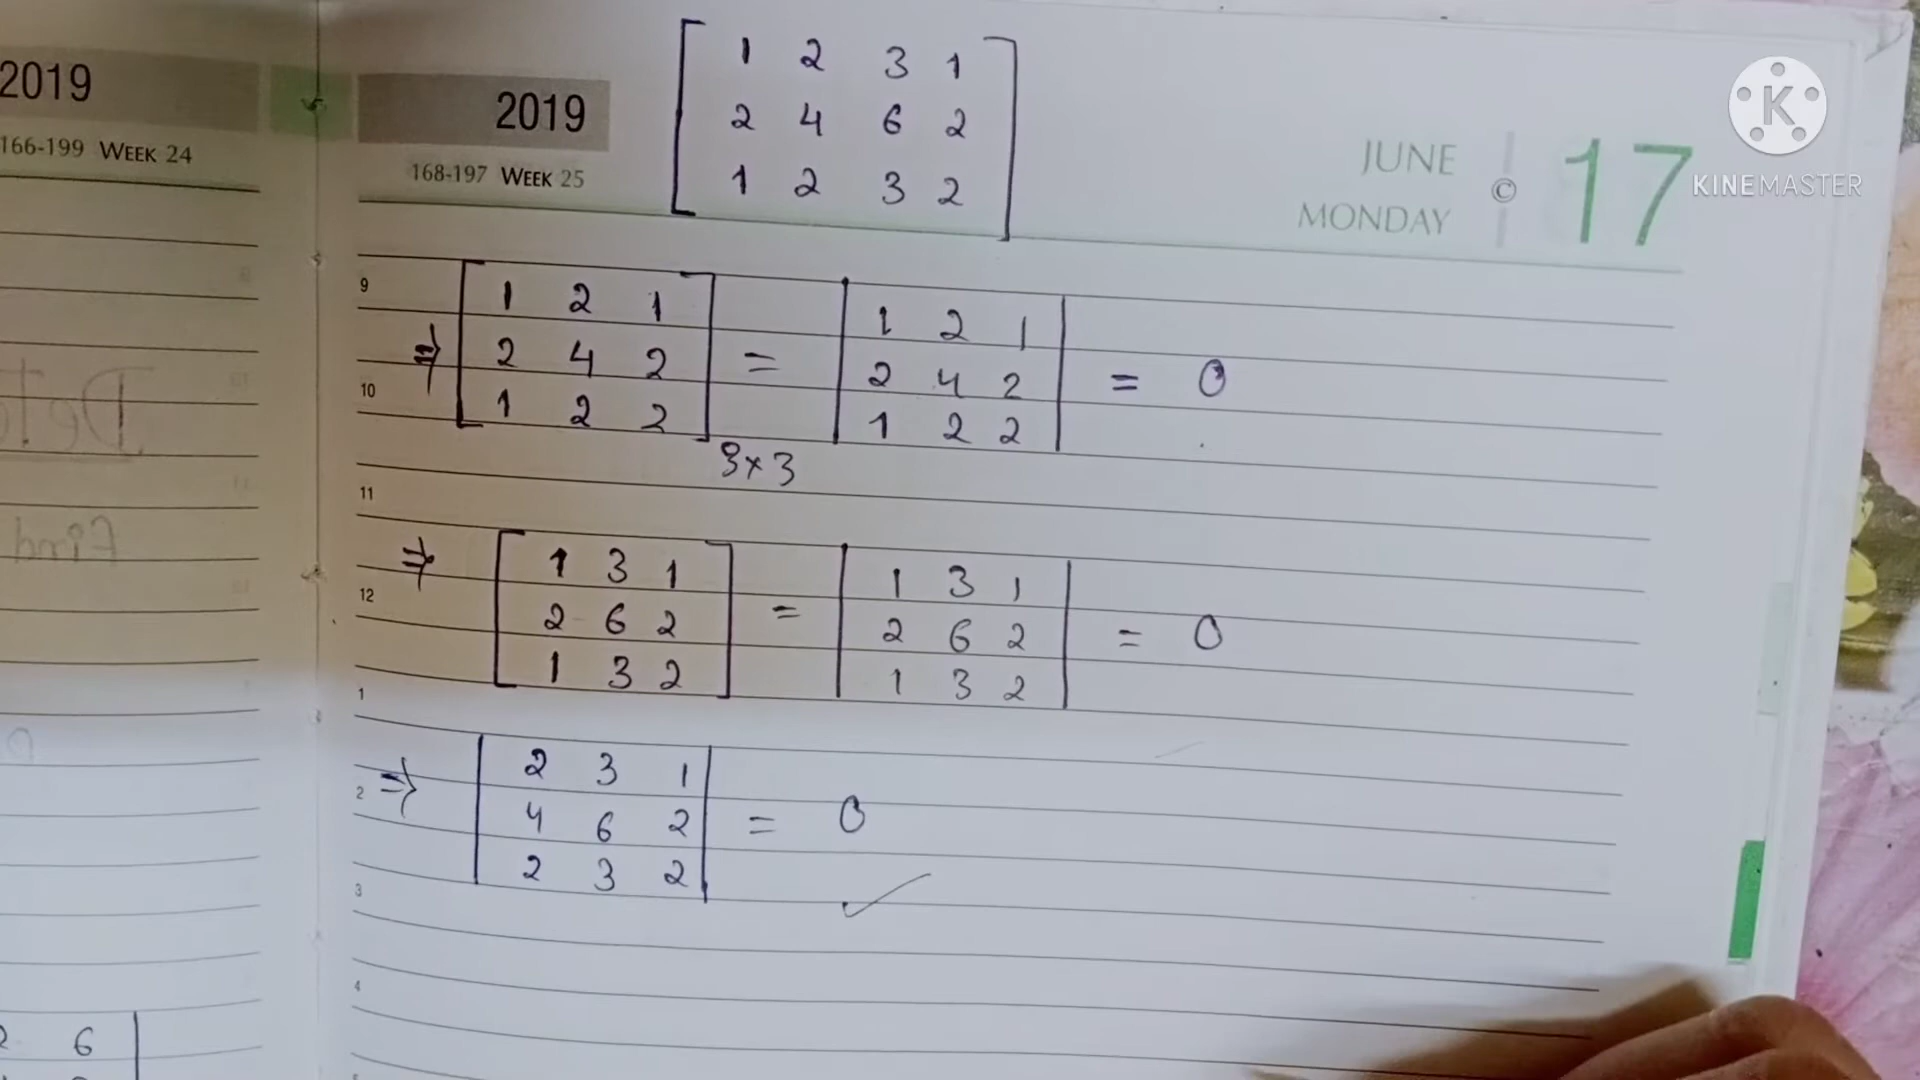 2019
166-199 WEEK 24
2019
168-197 WEEK 25
JUNE
MONDAY
17
©
K
KINEMASTER
1 2 3 1
2 4 6 2
1 2 3 2
9
10
11
12
1
2
3
4
⇒ [1 2 1] = |1 2 1| = 0
2 4 2 2 4 2
1 2 2 1 2 2
3×3
⇒ [1 3 1] = |1 3 1| = 0
2 6 2 2 6 2
1 3 2 1 3 2
⇒ |2 3 1| = 0
4 6 2
2 3 2
✓
2 6